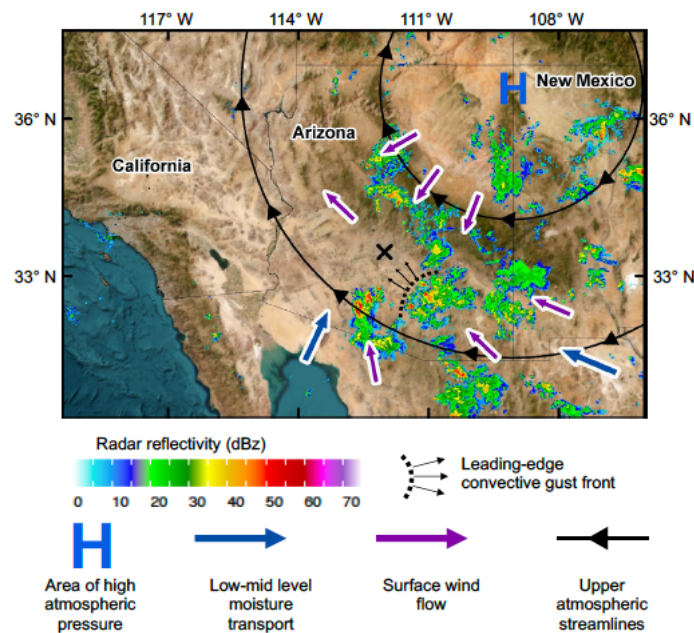 117° W 114° W 111° W 108° W
H New Mexico
36° N 36° N
Arizona
California
33° N 33° N
Radar reflectivity (dBz)
0 10 20 30 40 50 60 70
Leading-edge
convective gust front
H
Area of high
atmospheric
pressure
Low-mid level
moisture
transport
Surface wind
flow
Upper
atmospheric
streamlines